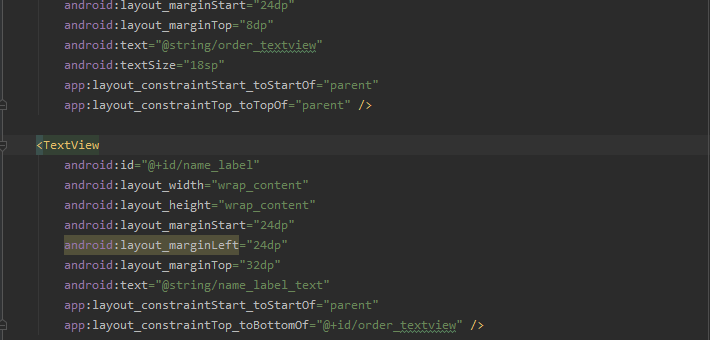 android:layout_marginStart="24dp"
android:layout_marginTop="8dp"
android:text="@string/order_textview"
android:textSize="18sp"
app:layout_constraintStart_toStartOf="parent"
app:layout_constraintTop_toTopOf="parent" />
<TextView
android:id="@+id/name_label"
android:layout_width="wrap_content"
android:layout_height="wrap_content"
android:layout_marginStart="24dp"
android:layout_marginLeft="24dp"
android:layout_marginTop="32dp"
android:text="@string/name_label_text"
app:layout_constraintStart_toStartOf="parent"
app:layout_constraintTop_toBottomOf="@+id/order_textview" />